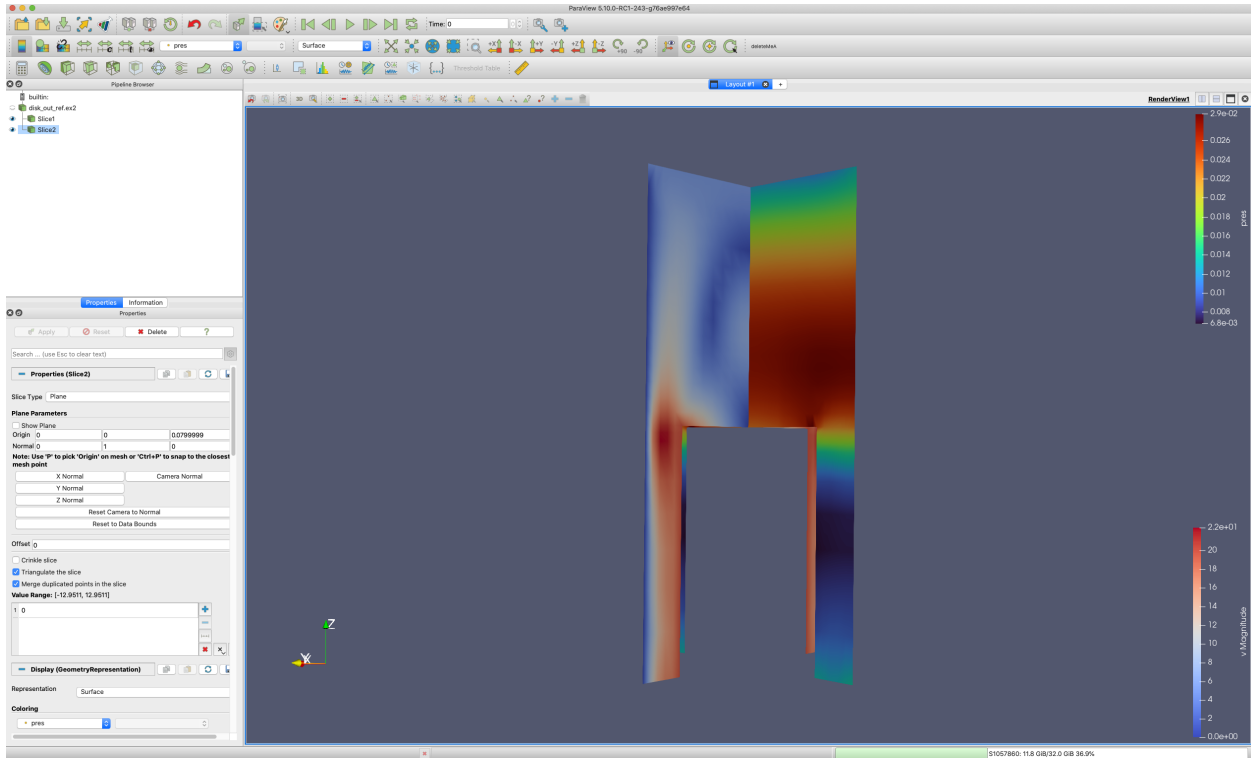 ParaView 5.10.0-RC1-243-g76ae997e64
Time: 0
pres
Surface
+X
-X
+Y
-Y
+Z
-Z
+90
-90
deleteMeA
Threshold Table
Pipeline Browser
builtin:
disk_out_ref.ex2
Slice1
Slice2
Layout #1
+
3D
RenderView1
Properties
Information
Properties
Apply
Reset
Delete
?
Search ... (use Esc to clear text)
Properties (Slice2)
Slice Type Plane
Plane Parameters
Show Plane
Origin 0 0 0.0799999
Normal 0 1 0
Note: Use 'P' to pick 'Origin' on mesh or 'Ctrl+P' to snap to the closest
mesh point
X Normal
Camera Normal
Y Normal
Z Normal
Reset Camera to Normal
Reset to Data Bounds
Offset 0
Crinkle slice
Triangulate the slice
Merge duplicated points in the slice
Value Range: [-12.9511, 12.9511]
1 0
Display (GeometryRepresentation)
Representation Surface
Coloring
pres
2.9e-02
0.026
0.024
0.022
0.02
0.018
0.016
0.014
0.012
0.01
0.008
6.8e-03
pres
2.2e+01
20
18
16
14
12
10
8
6
4
2
0.0e+00
v Magnitude
Z
X
S1057860: 11.8 GiB/32.0 GiB 36.9%